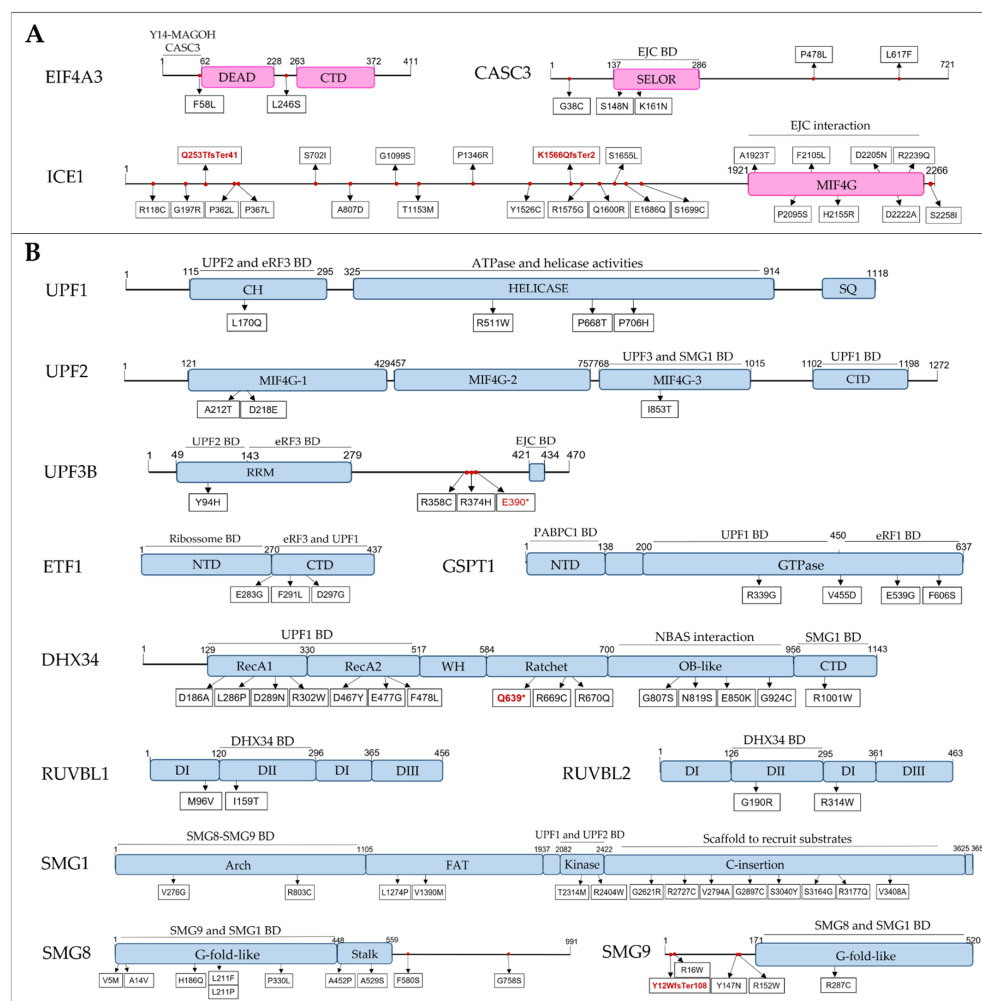 A
Y14-MAGOH
CASC3
1 62 228 263 372 411
EIF4A3
DEAD CTD
F58L L246S
EJC BD
1 137 286 721
CASC3
SELOR
P478L L617F
G38C S148N K161N
EJC interaction
Q253TfsTer41 S702I G1099S P1346R K1566QfsTer2 S1655L A1923T F2105L D2205N R2239Q
ICE1
1 1921 2266
MIF4G
R118C G197R P362L P367L A807D T1153M Y1526C R1575G Q1600R E1686Q S1699C P2095S H2155R D2222A S2258I
B
UPF2 and eRF3 BD ATPase and helicase activities
1 115 295 325 914 1118
UPF1
CH HELICASE SQ
L170Q R511W P668T P706H
UPF3 and SMG1 BD UPF1 BD
1 121 429 457 757 768 1015 1102 1198 1272
UPF2
MIF4G-1 MIF4G-2 MIF4G-3 CTD
A212T D218E I853T
UPF2 BD eRF3 BD EJC BD
1 49 143 279 421 434 470
UPF3B
RRM
Y94H R358C R374H E390*
Ribossome BD eRF3 and UPF1
1 270 437
ETF1
NTD CTD
E283G F291L D297G
PABPC1 BD UPF1 BD eRF1 BD
1 138 200 450 637
GSPT1
NTD GTPase
R339G V455D E539G F606S
UPF1 BD NBAS interaction SMG1 BD
1 129 330 517 584 700 956 1143
DHX34
RecA1 RecA2 WH Ratchet OB-like CTD
D186A L286P D289N R302W D467Y E477G F478L Q639* R669C R670Q G807S N819S E850K G924C R1001W
DHX34 BD
1 120 296 365 456
RUVBL1
DI DII DI DIII
M96V I159T
DHX34 BD
1 126 295 361 463
RUVBL2
DI DII DI DIII
G190R R314W
SMG8-SMG9 BD UPF1 and UPF2 BD Scaffold to recruit substrates
1 1105 1937 2082 2422 3625 365
SMG1
Arch FAT Kinase C-insertion
V276G R803C L1274P V1390M T2314M R2404W G2621R R2727C V2794A G2897C S3040Y S3164G R3177Q V3408A
SMG9 and SMG1 BD
1 448 559 991
SMG8
G-fold-like Stalk
V5M A14V H186Q L211F P330L A452P A529S F580S G758S
L211P
SMG8 and SMG1 BD
1 171 520
SMG9
G-fold-like
R16W
Y12WfsTer108 Y147N R152W R287C